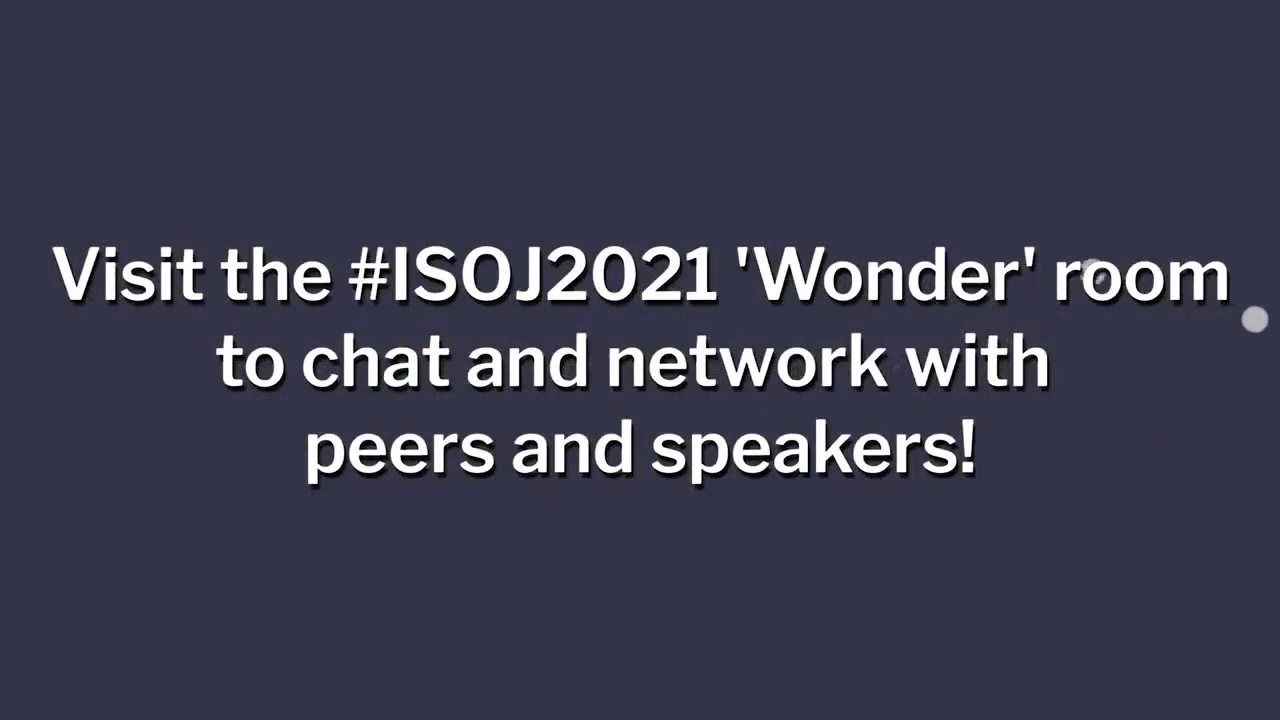 Visit the #ISOJ2021 'Wonder' room
to chat and network with
peers and speakers!